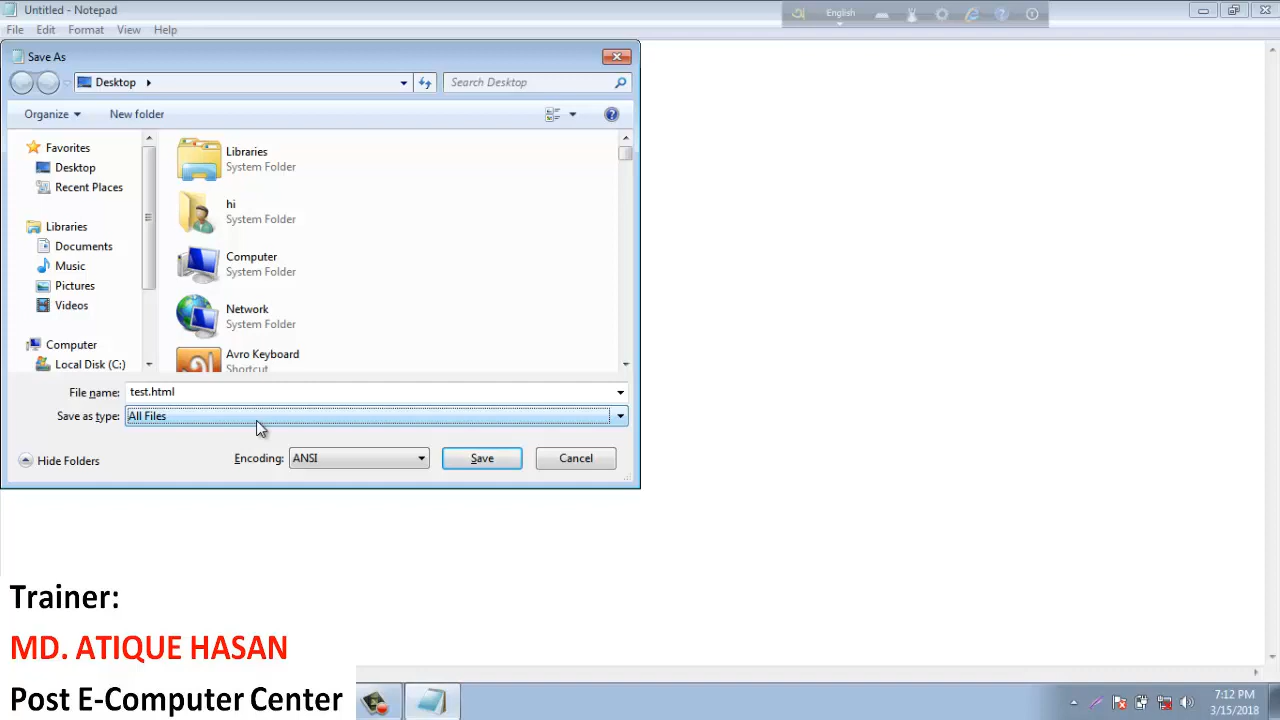 Untitled - Notepad
অ English
File Edit Format View Help
Save As
Desktop
Search Desktop
Organize New folder
Favorites
Desktop
Recent Places
Libraries
Documents
Music
Pictures
Videos
Computer
Local Disk (C:)
Libraries
System Folder
hi
System Folder
Computer
System Folder
Network
System Folder
Avro Keyboard
Shortcut
File name: test.html
Save as type: All Files
Hide Folders
Encoding: ANSI
Save
Cancel
Trainer:
MD. ATIQUE HASAN
Post E-Computer Center
7:12 PM
3/15/2018